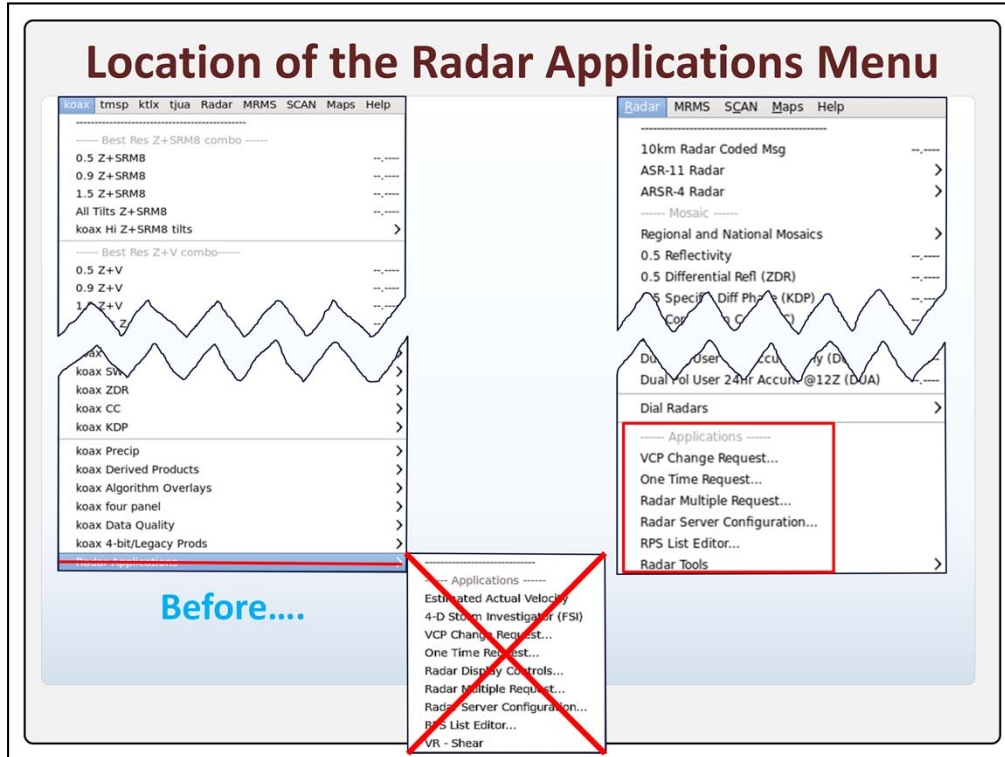 Location of the Radar Applications Menu
koax tmsp ktlx tjua Radar MRMS SCAN Maps Help
------ Best Res Z+SRM8 combo ------
0.5 Z+SRM8 --.----
0.9 Z+SRM8 --.----
1.5 Z+SRM8 --.----
All Tilts Z+SRM8 --.----
koax Hi Z+SRM8 tilts >
------ Best Res Z+V combo------
0.5 Z+V --.----
0.9 Z+V --.----
Z+V
koax
koax SW >
koax ZDR >
koax CC >
koax KDP >
koax Precip >
koax Derived Products >
koax Algorithm Overlays >
koax four panel >
koax Data Quality >
koax 4-bit/Legacy Prods >
Radar Applications >
Before....
------ Applications ------
Estimated Actual Velocity
4-D Storm Investigator (FSI)
VCP Change Request...
One Time Request...
Radar Display Controls...
Radar Multiple Request...
Radar Server Configuration...
RPS List Editor...
VR - Shear
Radar MRMS SCAN Maps Help
10km Radar Coded Msg --.----
ASR-11 Radar >
ARSR-4 Radar >
------ Mosaic ------
Regional and National Mosaics >
0.5 Reflectivity --.----
0.5 Differential Refl (ZDR) --.----
Diff (KDP)
User
Dual Pol User 24hr Accum @12Z (DUA) --.----
Dial Radars >
------ Applications ------
VCP Change Request...
One Time Request...
Radar Multiple Request...
Radar Server Configuration...
RPS List Editor...
Radar Tools >